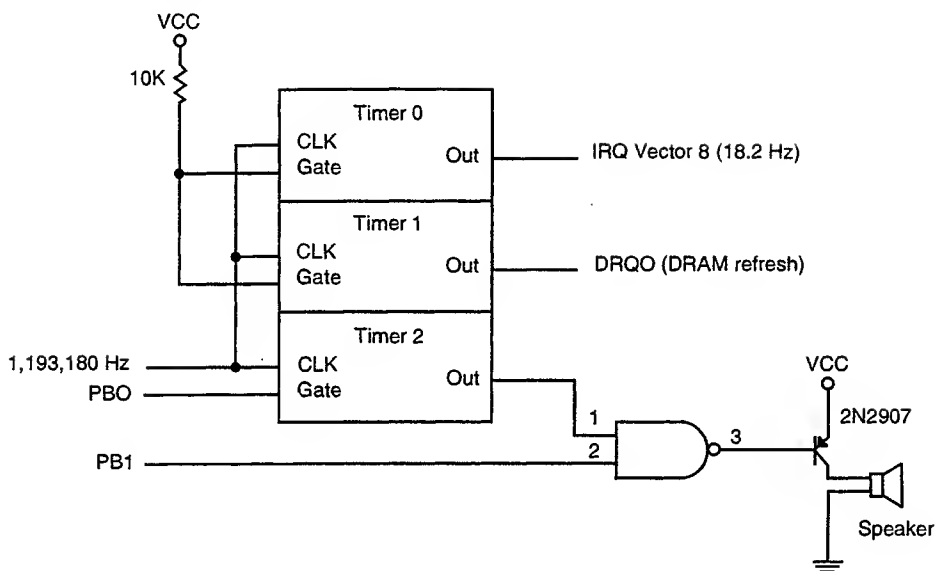 VCC
10K
Timer 0
CLK
Gate
Out
IRQ Vector 8 (18.2 Hz)
Timer 1
CLK
Gate
Out
DRQO (DRAM refresh)
Timer 2
1,193,180 Hz
CLK
PBO
Gate
Out
VCC
2N2907
1
2
3
PB1
Speaker